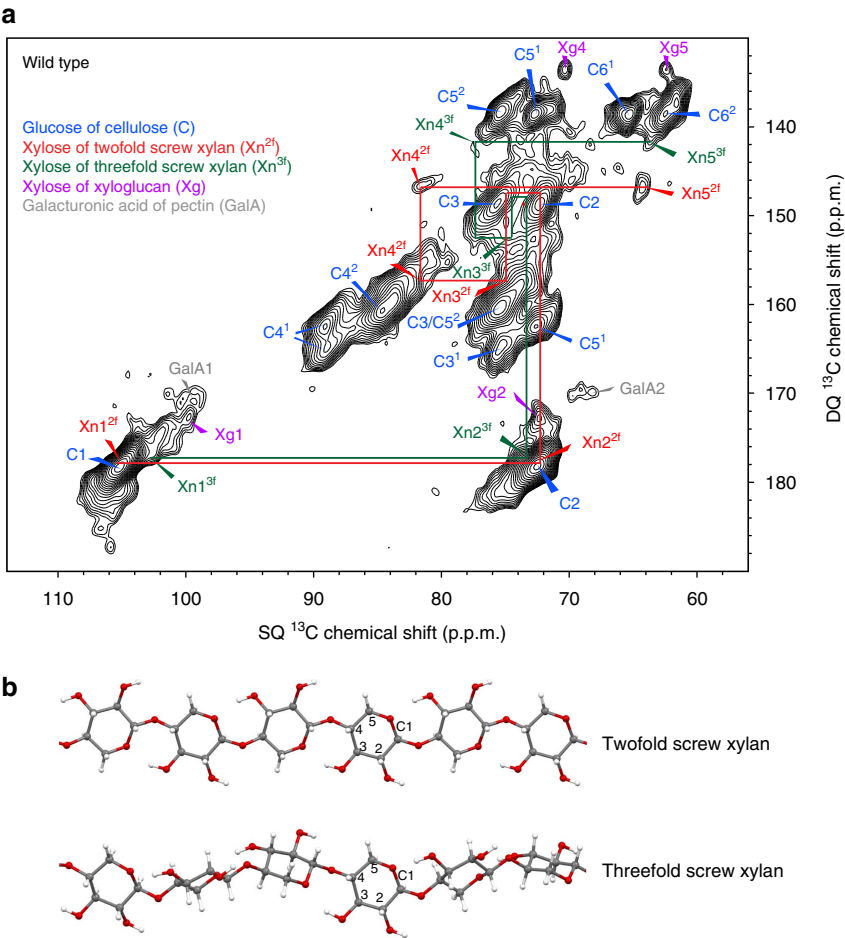 a
Wild type
Glucose of cellulose (C)
Xylose of twofold screw xylan (Xn²ᶠ)
Xylose of threefold screw xylan (Xn³ᶠ)
Xylose of xyloglucan (Xg)
Galacturonic acid of pectin (GalA)
Xg4
Xg5
C5¹
C6¹
C5²
C6²
Xn4³ᶠ
Xn5³ᶠ
Xn4²ᶠ
Xn5²ᶠ
C3
C2
Xn4²ᶠ
Xn3³ᶠ
C4²
Xn3²ᶠ
C3/C5²
C4¹
C5¹
C3¹
GalA1
GalA2
Xg2
Xn1²ᶠ
Xg1
Xn2³ᶠ
Xn2²ᶠ
C1
Xn1³ᶠ
C2
140
150
160
170
180
DQ ¹³C chemical shift (p.p.m.)
110
100
90
80
70
60
SQ ¹³C chemical shift (p.p.m.)
b
5
C1
4
3
2
Twofold screw xylan
5
C1
4
3
2
Threefold screw xylan